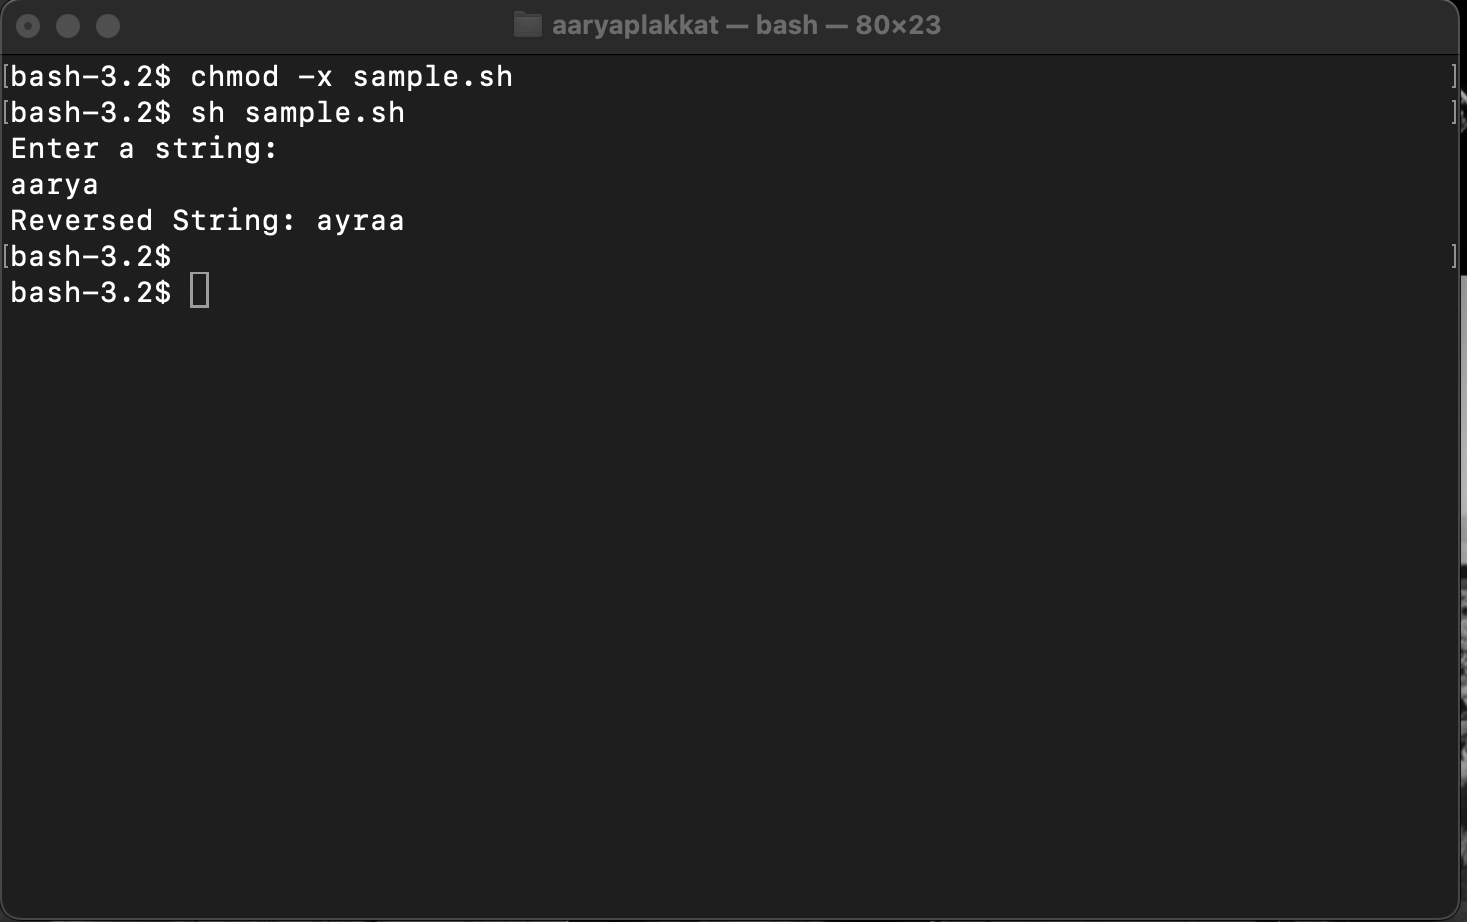 aaryaplakkat — bash — 80×23
[bash-3.2$ chmod -x sample.sh ]
[bash-3.2$ sh sample.sh ]
Enter a string:
aarya
Reversed String: ayraa
[bash-3.2$ ]
bash-3.2$